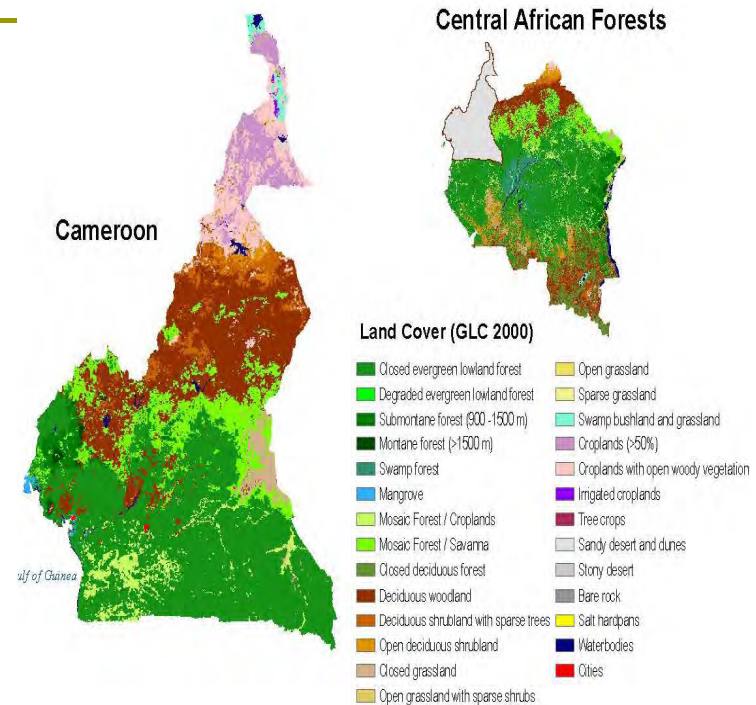 Central African Forests
Cameroon
ulf of Guinea
Land Cover (GLC 2000)
Closed evergreen lowland forest
Degraded evergreen lowland forest
Submontane forest (900 -1500 m)
Montane forest (>1500 m)
Swamp forest
Mangrove
Mosaic Forest / Croplands
Mosaic Forest / Savanna
Closed deciduous forest
Deciduous woodland
Deciduous shrubland with sparse trees
Open deciduous shrubland
Closed grassland
Open grassland with sparse shrubs
Open grassland
Sparse grassland
Swamp bushland and grassland
Croplands (>50%)
Croplands with open woody vegetation
Irrigated croplands
Tree crops
Sandy desert and dunes
Stony desert
Bare rock
Salt hardpans
Waterbodies
Cities